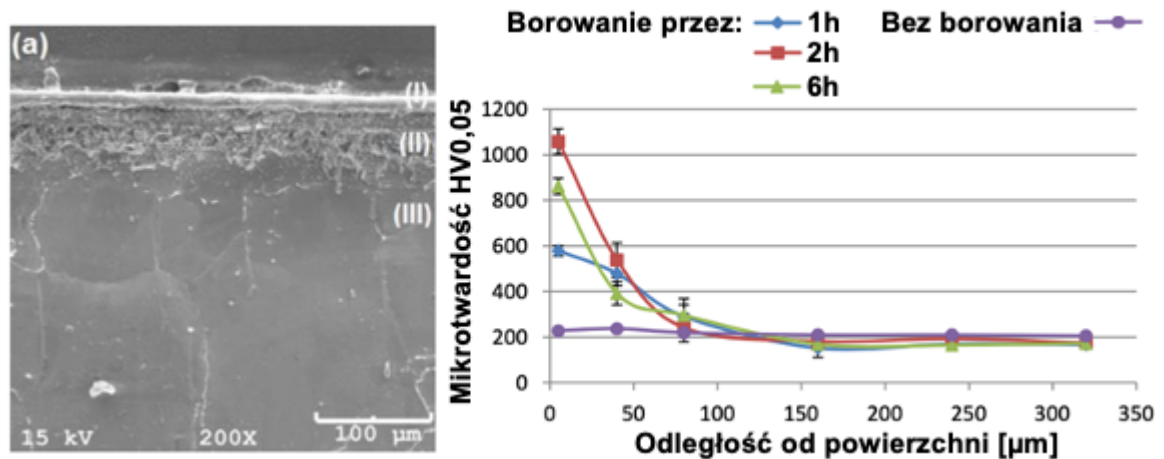 (a)
(I)
(II)
(III)
15 kV 200X 100 µm
Borowanie przez: 1h Bez borowania
2h
6h
Mikrotwardość HV0,05
1200
1000
800
600
400
200
0
0 50 100 150 200 250 300 350
Odległość od powierzchni [µm]